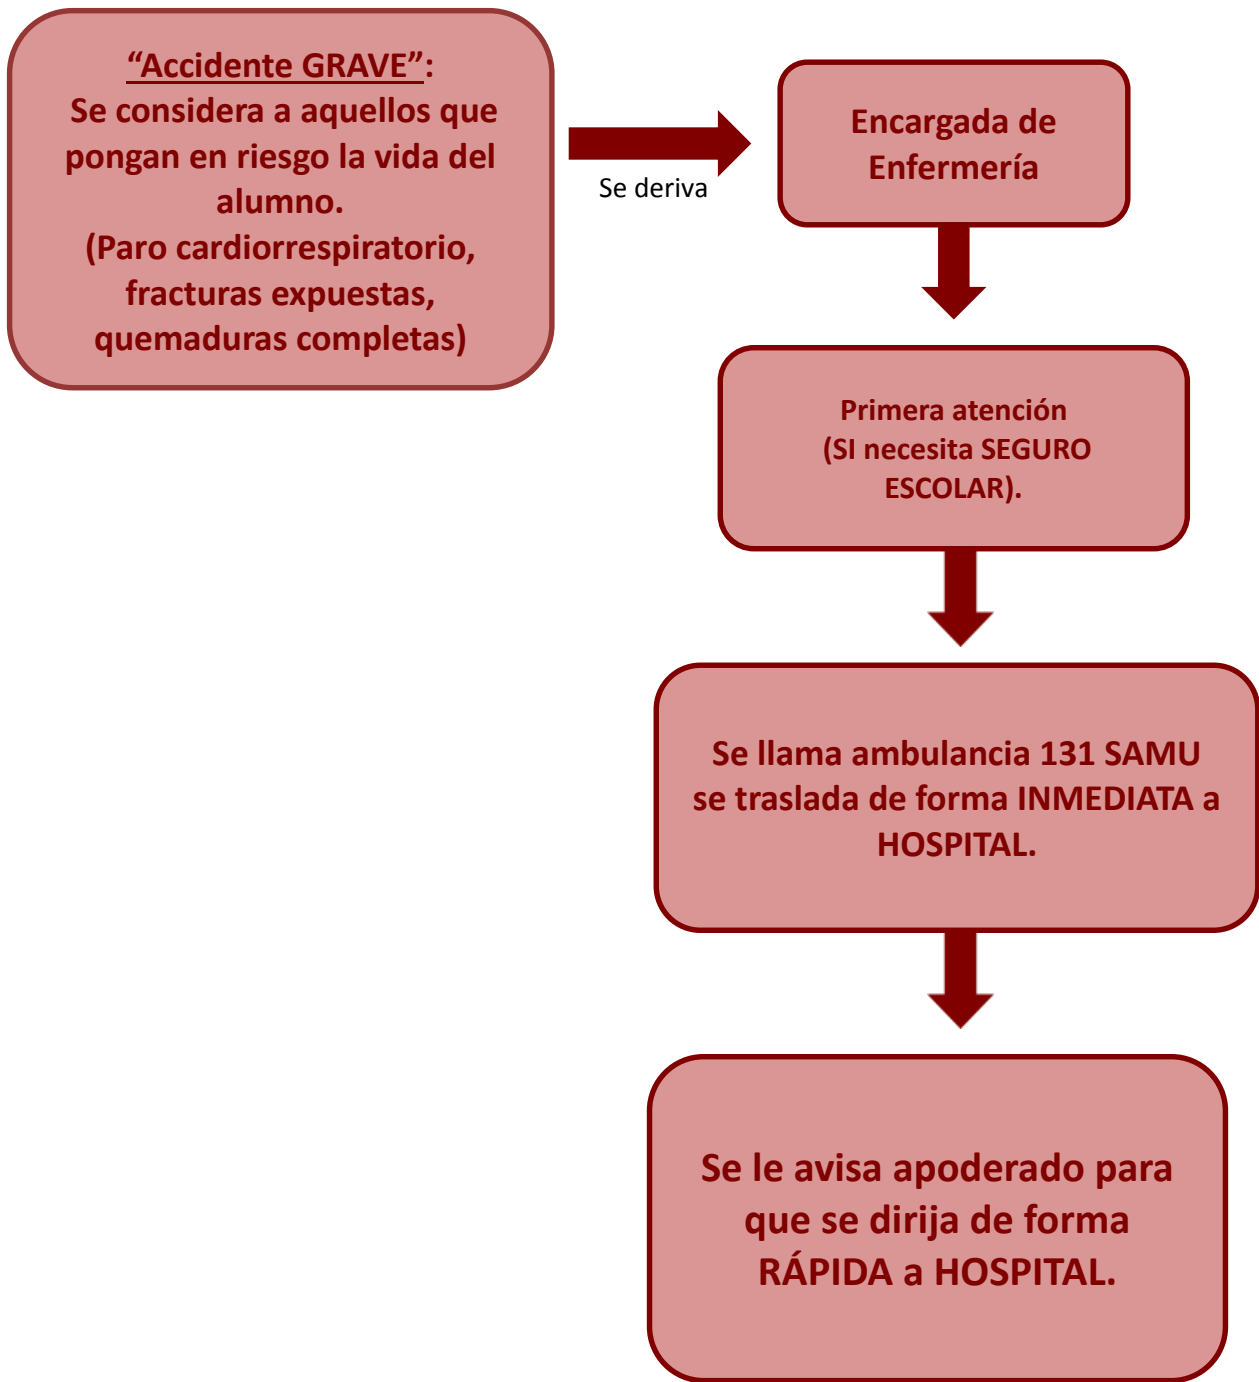 “Accidente GRAVE”:
Se considera a aquellos que
pongan en riesgo la vida del
alumno.
(Paro cardiorrespiratorio,
fracturas expuestas,
quemaduras completas)
Se deriva
Encargada de
Enfermería
Primera atención
(SI necesita SEGURO
ESCOLAR).
Se llama ambulancia 131 SAMU
se traslada de forma INMEDIATA a
HOSPITAL.
Se le avisa apoderado para
que se dirija de forma
RÁPIDA a HOSPITAL.